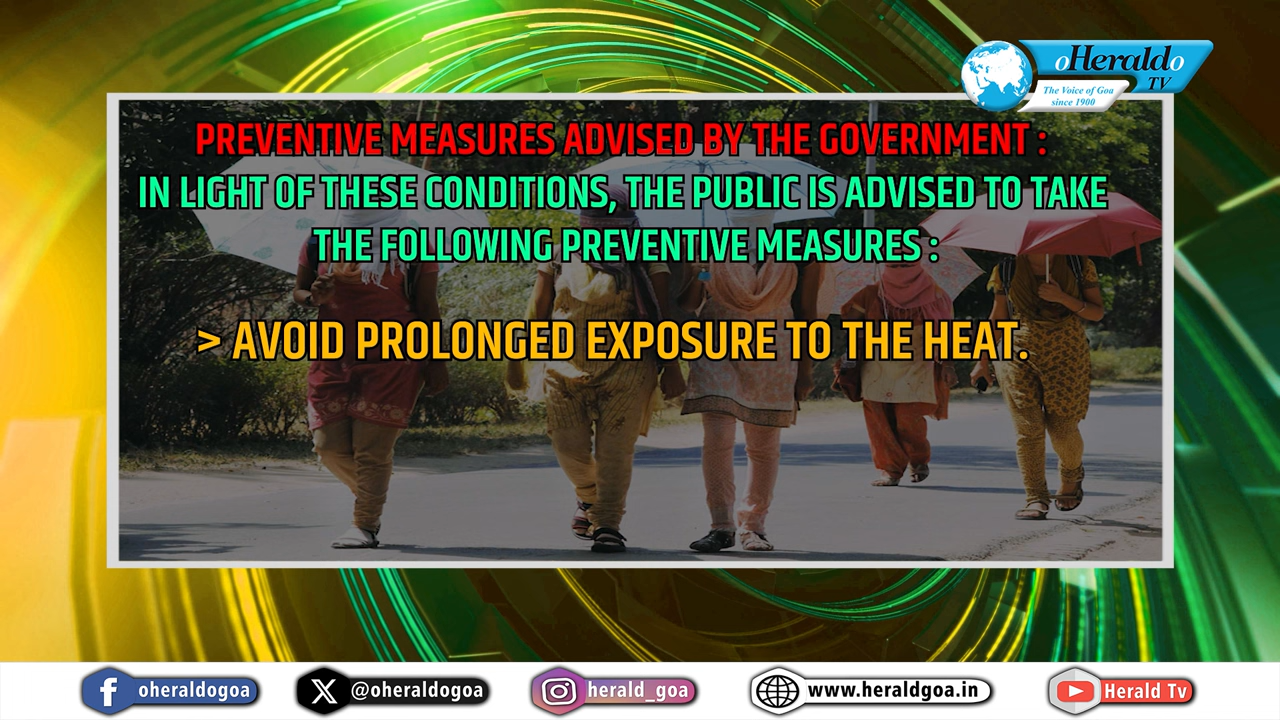 oHeraldo
TV
The Voice of Goa
since 1900
PREVENTIVE MEASURES ADVISED BY THE GOVERNMENT :
IN LIGHT OF THESE CONDITIONS, THE PUBLIC IS ADVISED TO TAKE
THE FOLLOWING PREVENTIVE MEASURES :
> AVOID PROLONGED EXPOSURE TO THE HEAT.
oheraldogoa
@oheraldogoa
herald_goa
www.heraldgoa.in
Herald Tv